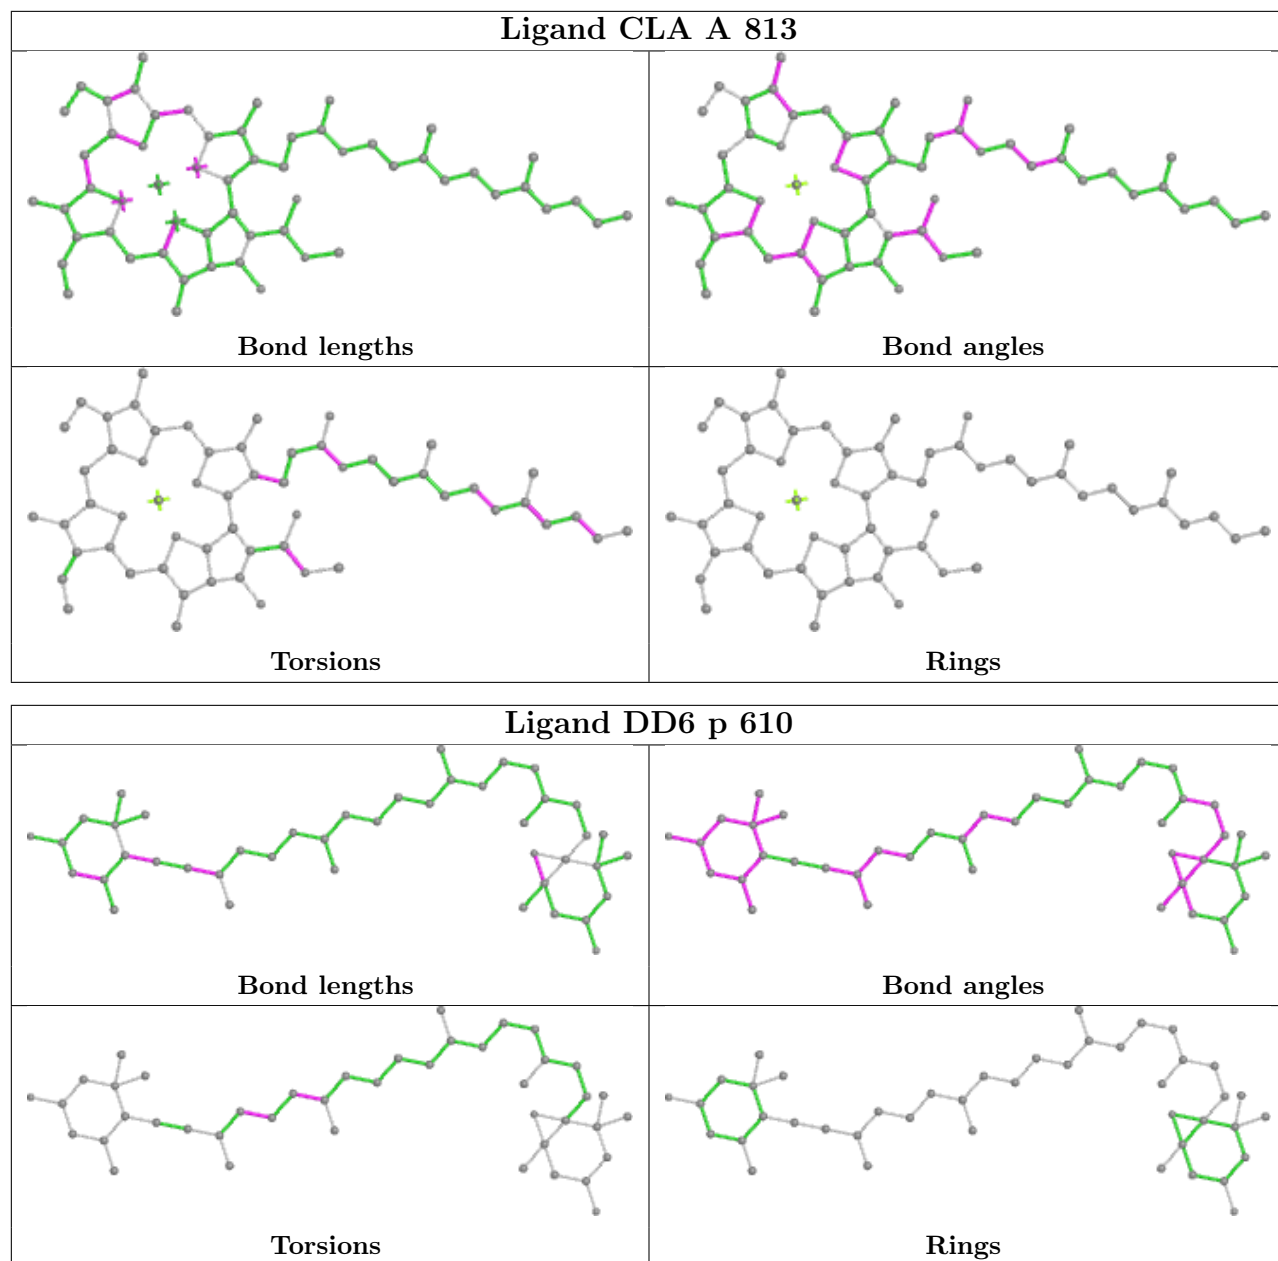 Ligand CLA A 813
Bond lengths
Bond angles
Torsions
Rings
Ligand DD6 p 610
Bond lengths
Bond angles
Torsions
Rings